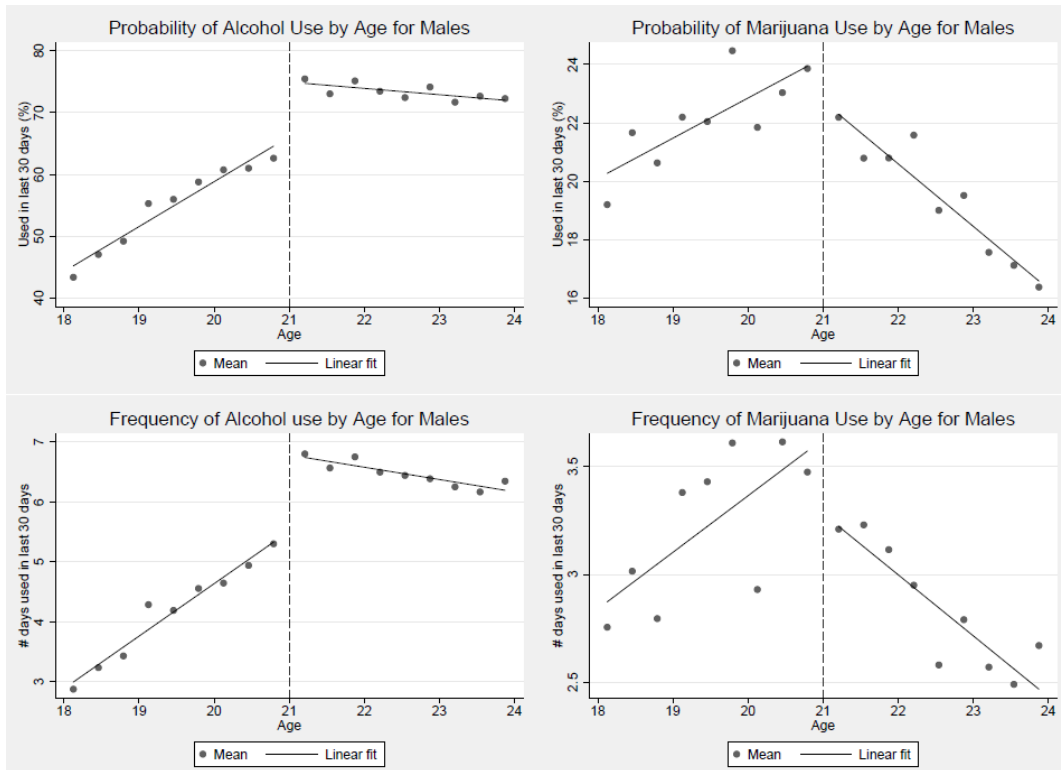 Probability of Alcohol Use by Age for Males
Used in last 30 days (%)
80
70
60
50
40
18 19 20 21 22 23 24
Age
Mean Linear fit
Probability of Marijuana Use by Age for Males
Used in last 30 days (%)
24
22
20
18
16
18 19 20 21 22 23 24
Age
Mean Linear fit
Frequency of Alcohol use by Age for Males
# days used in last 30 days
7
6
5
4
3
18 19 20 21 22 23 24
Age
Mean Linear fit
Frequency of Marijuana Use by Age for Males
# days used in last 30 days
3.5
3
2.5
18 19 20 21 22 23 24
Age
Mean Linear fit